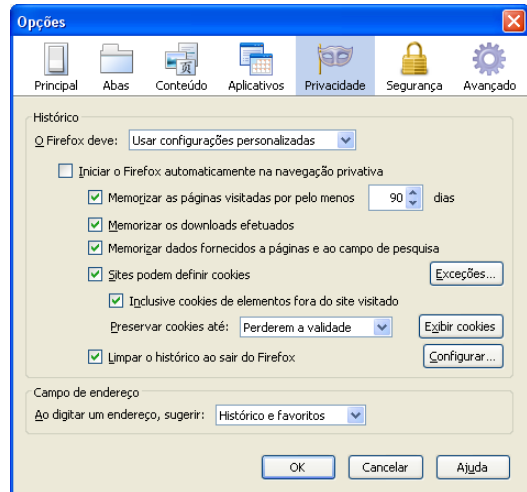 Opções
Principal Abas Conteúdo Aplicativos Privacidade Segurança Avançado
Histórico
O Firefox deve: Usar configurações personalizadas
Iniciar o Firefox automaticamente na navegação privativa
Memorizar as páginas visitadas por pelo menos 90 dias
Memorizar os downloads efetuados
Memorizar dados fornecidos a páginas e ao campo de pesquisa
Sites podem definir cookies Exceções...
Inclusive cookies de elementos fora do site visitado
Preservar cookies até: Perderem a validade Exibir cookies
Limpar o histórico ao sair do Firefox Configurar...
Campo de endereço
Ao digitar um endereço, sugerir: Histórico e favoritos
OK Cancelar Ajuda